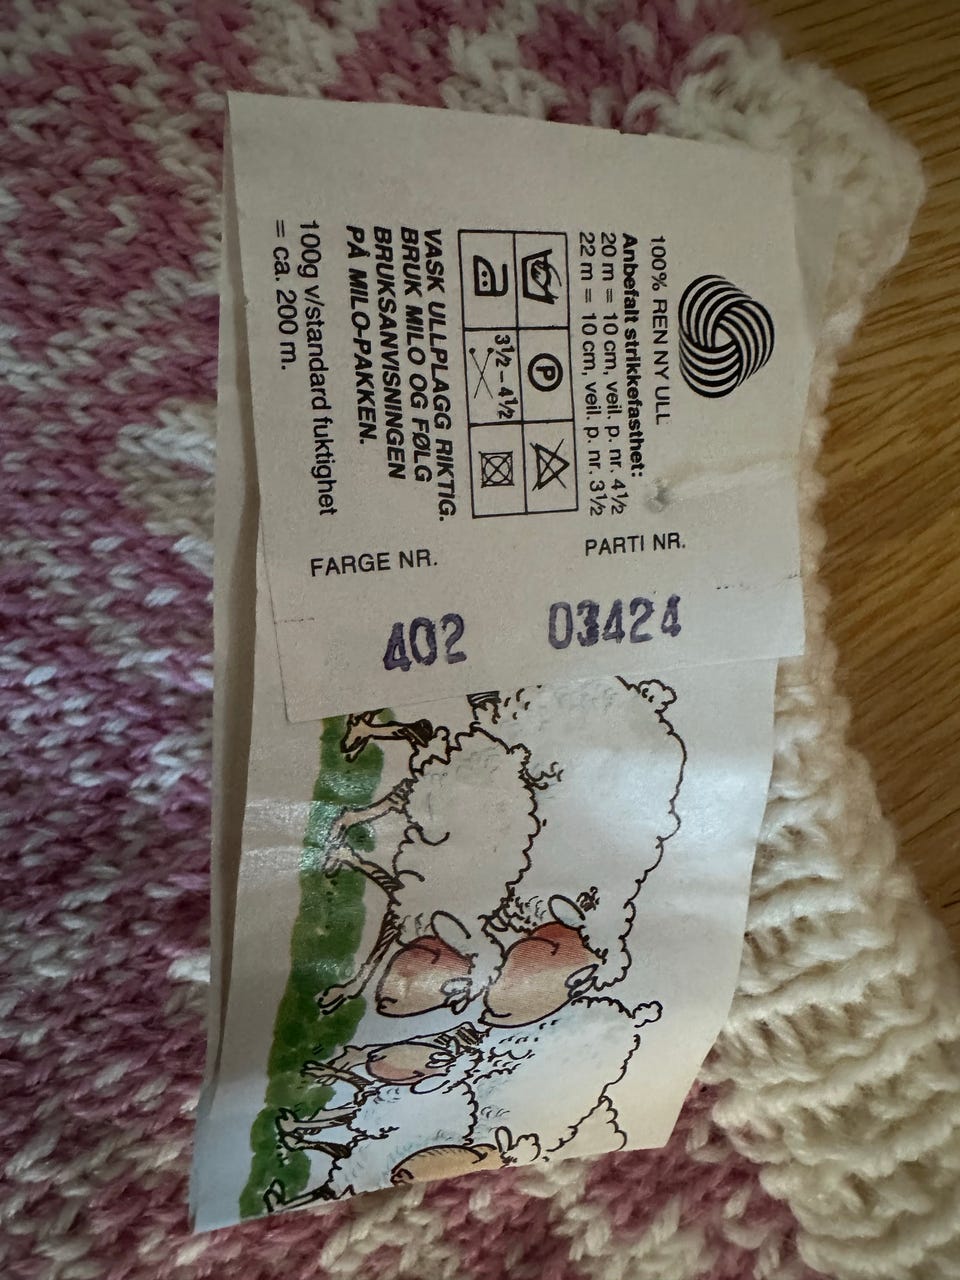 100% REN NY ULL
Anbefalt strikkefasthet:
20 m = 10 cm, veil. p. nr. 4½
22 m = 10 cm, veil. p. nr. 3½
P
3½–4½
VASK ULLPLAGG RIKTIG.
BRUK MILO OG FØLG
BRUKSANVISNINGEN
PÅ MILO-PAKKEN.
100g v/standard fuktighet
= ca. 200 m.
PARTI NR.
03424
FARGE NR.
402